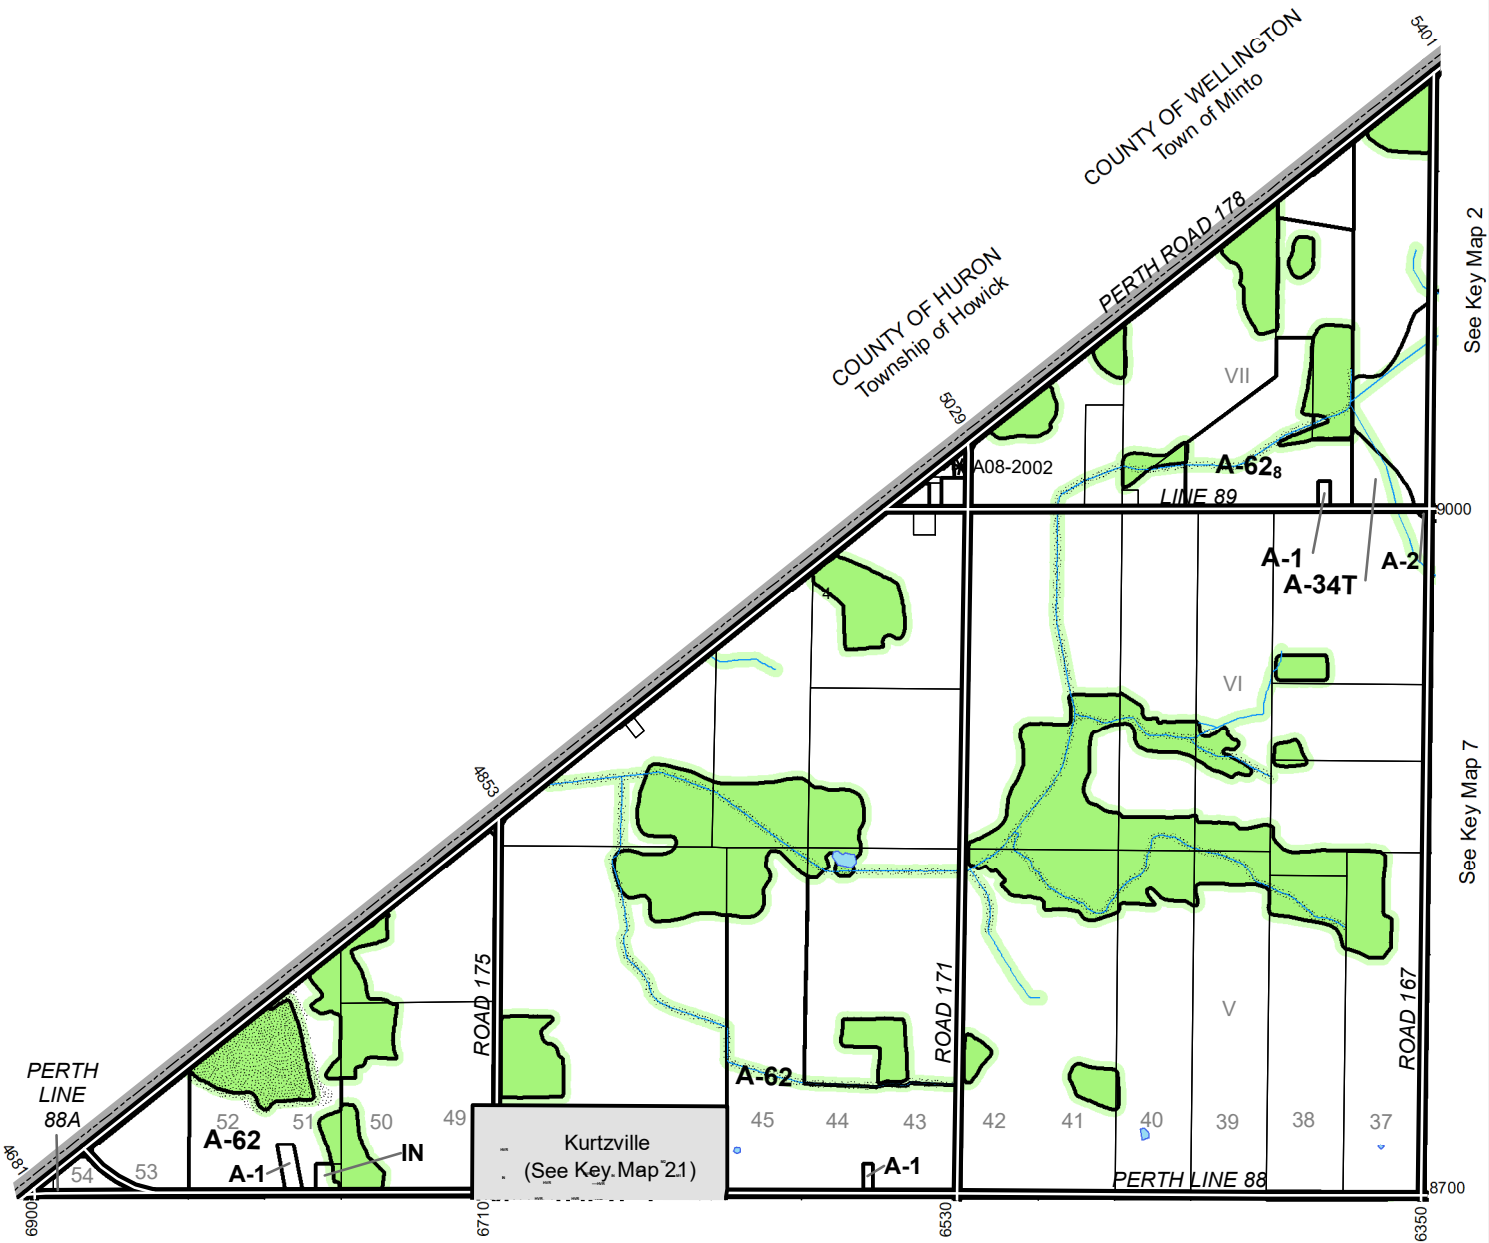 5401
COUNTY OF WELLINGTON
Town of Minto
PERTH ROAD 178
See Key Map 2
COUNTY OF HURON
Township of Howick
5029
VII
A08-2002
A-62₈
LINE 89
9000
A-1
A-34T
A-2
4
VI
4853
See Key Map 7
ROAD 175
ROAD 171
ROAD 167
V
PERTH
LINE
88A
A-62
52
51
50
49
45
44
43
42
41
40
39
38
37
A-62
IN
A-1
A-1
Kurtzville
(See Key Map 21)
4681
54
53
PERTH LINE 88
8700
6900
6710
6530
6350